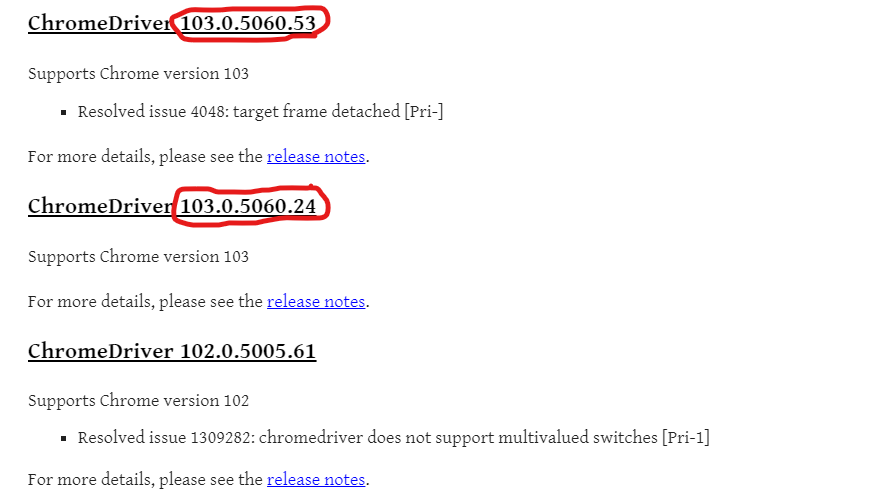 ChromeDriver 103.0.5060.53
Supports Chrome version 103
▪ Resolved issue 4048: target frame detached [Pri-]
For more details, please see the release notes.
ChromeDriver 103.0.5060.24
Supports Chrome version 103
For more details, please see the release notes.
ChromeDriver 102.0.5005.61
Supports Chrome version 102
▪ Resolved issue 1309282: chromedriver does not support multivalued switches [Pri-1]
For more details, please see the release notes.